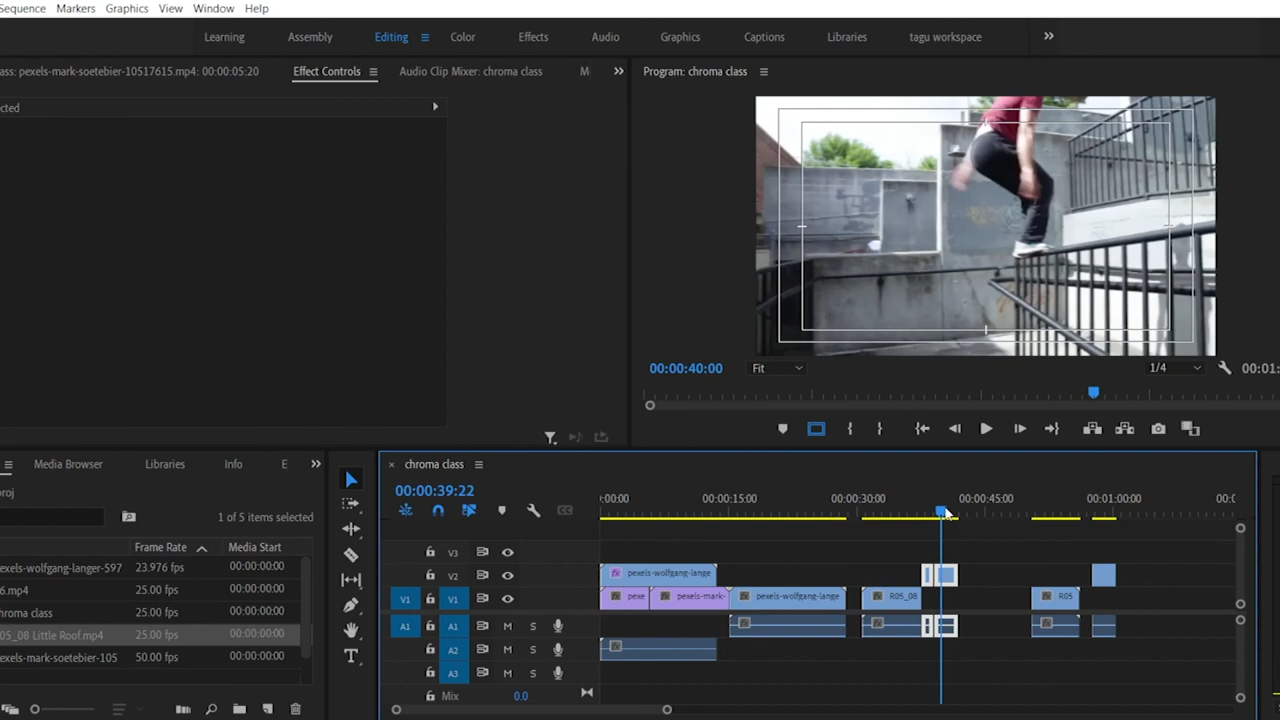 Sequence Markers Graphics View Window Help
Learning Assembly Editing Color Effects Audio Graphics Captions Libraries tagu workspace
ass: pexels-mark-soetebier-10517615.mp4: 00:00:05:20 Effect Controls Audio Clip Mixer: chroma class M
Program: chroma class
cted
00:00:40:00 Fit 1/4 00:01:
Media Browser Libraries Info E
proj
1 of 5 items selected
Frame Rate Media Start
exels-wolfgang-langer-597 23.976 fps 00:00:00:00
6.mp4 25.00 fps 00:00:00:00
hroma class 25.00 fps 00:00:00:00
05_08 Little Roof.mp4 25.00 fps 00:00:00:00
exels-mark-soetebier-105 50.00 fps 00:00:00:00
chroma class
00:00:39:22
:00:00 00:00:15:00 00:00:30:00 00:00:45:00 00:01:00:00 00:0
V3
V2 fx pexels-wolfgang-lange
V1 V1 fx pexe fx pexels-mark- fx pexels-wolfgang-lange fx R05_08 fx R05
A1 A1 M S
A2 M S
A3 M S
Mix 0.0